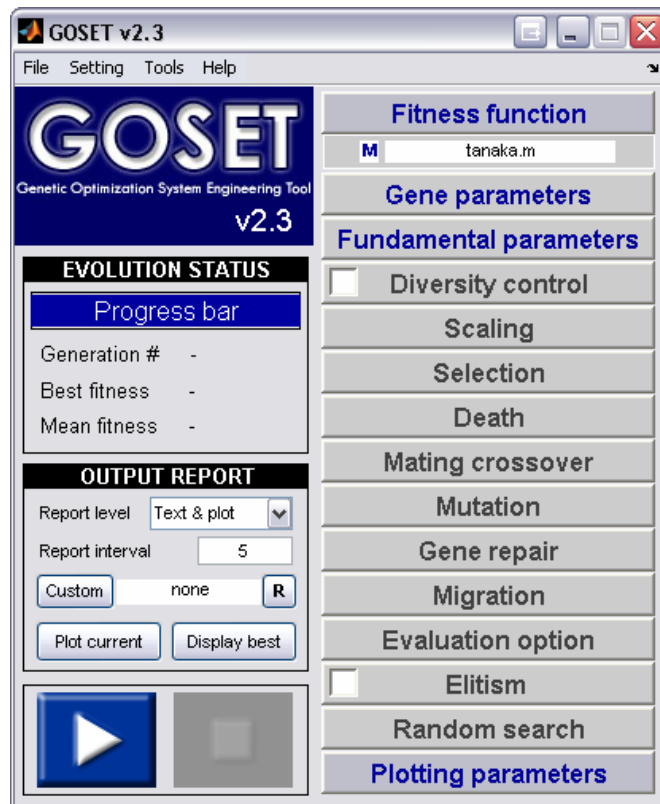 GOSET v2.3
File Setting Tools Help
GOSET
Genetic Optimization System Engineering Tool
v2.3
EVOLUTION STATUS
Progress bar
Generation # -
Best fitness -
Mean fitness -
OUTPUT REPORT
Report level Text & plot
Report interval 5
Custom none R
Plot current Display best
Fitness function
M tanaka.m
Gene parameters
Fundamental parameters
Diversity control
Scaling
Selection
Death
Mating crossover
Mutation
Gene repair
Migration
Evaluation option
Elitism
Random search
Plotting parameters